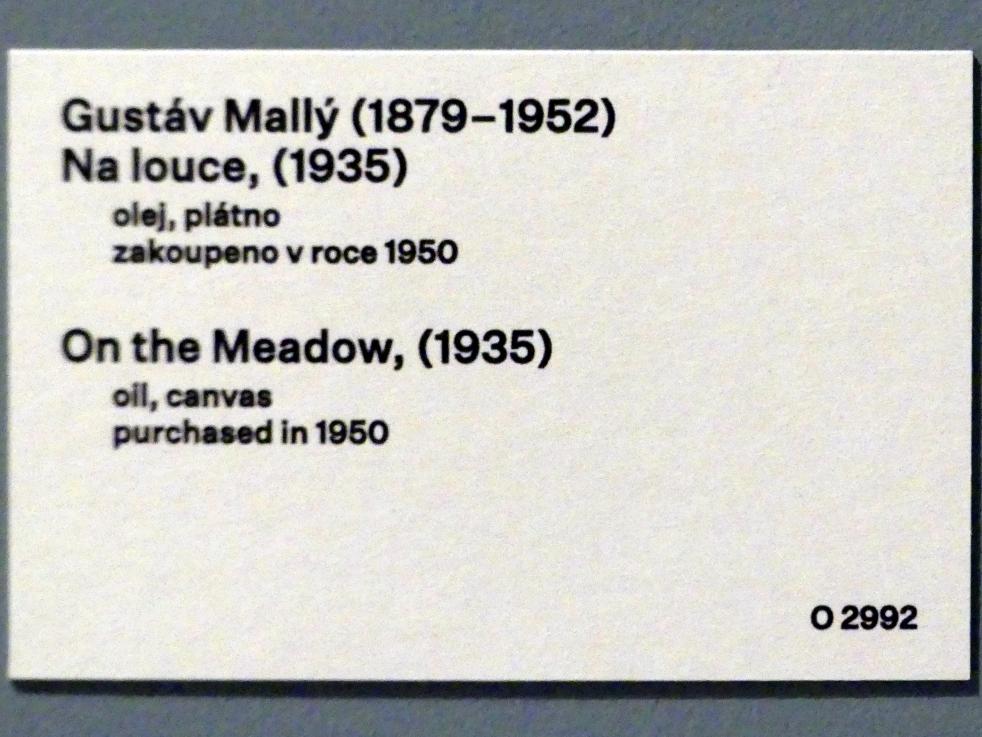 Gustáv Mallý (1879–1952)
Na louce, (1935)
olej, plátno
zakoupeno v roce 1950
On the Meadow, (1935)
oil, canvas
purchased in 1950
O 2992